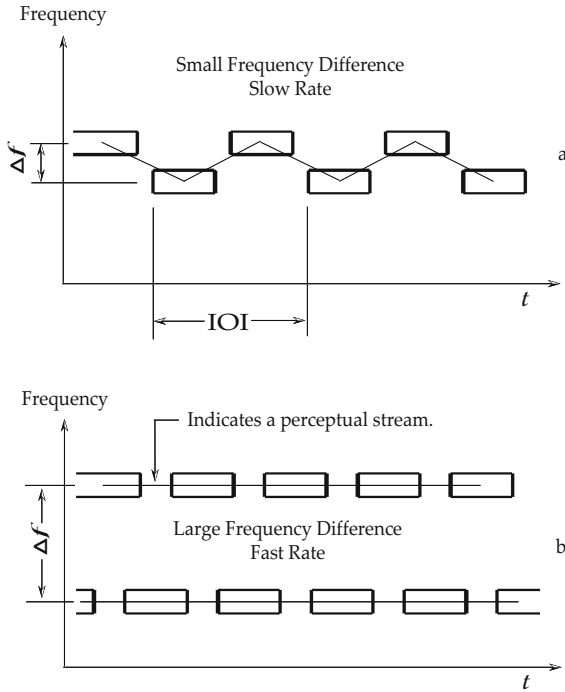 Frequency
Small Frequency Difference
Slow Rate
Δf
a
t
IOI
Frequency
Indicates a perceptual stream.
Δf
Large Frequency Difference
Fast Rate
b
t